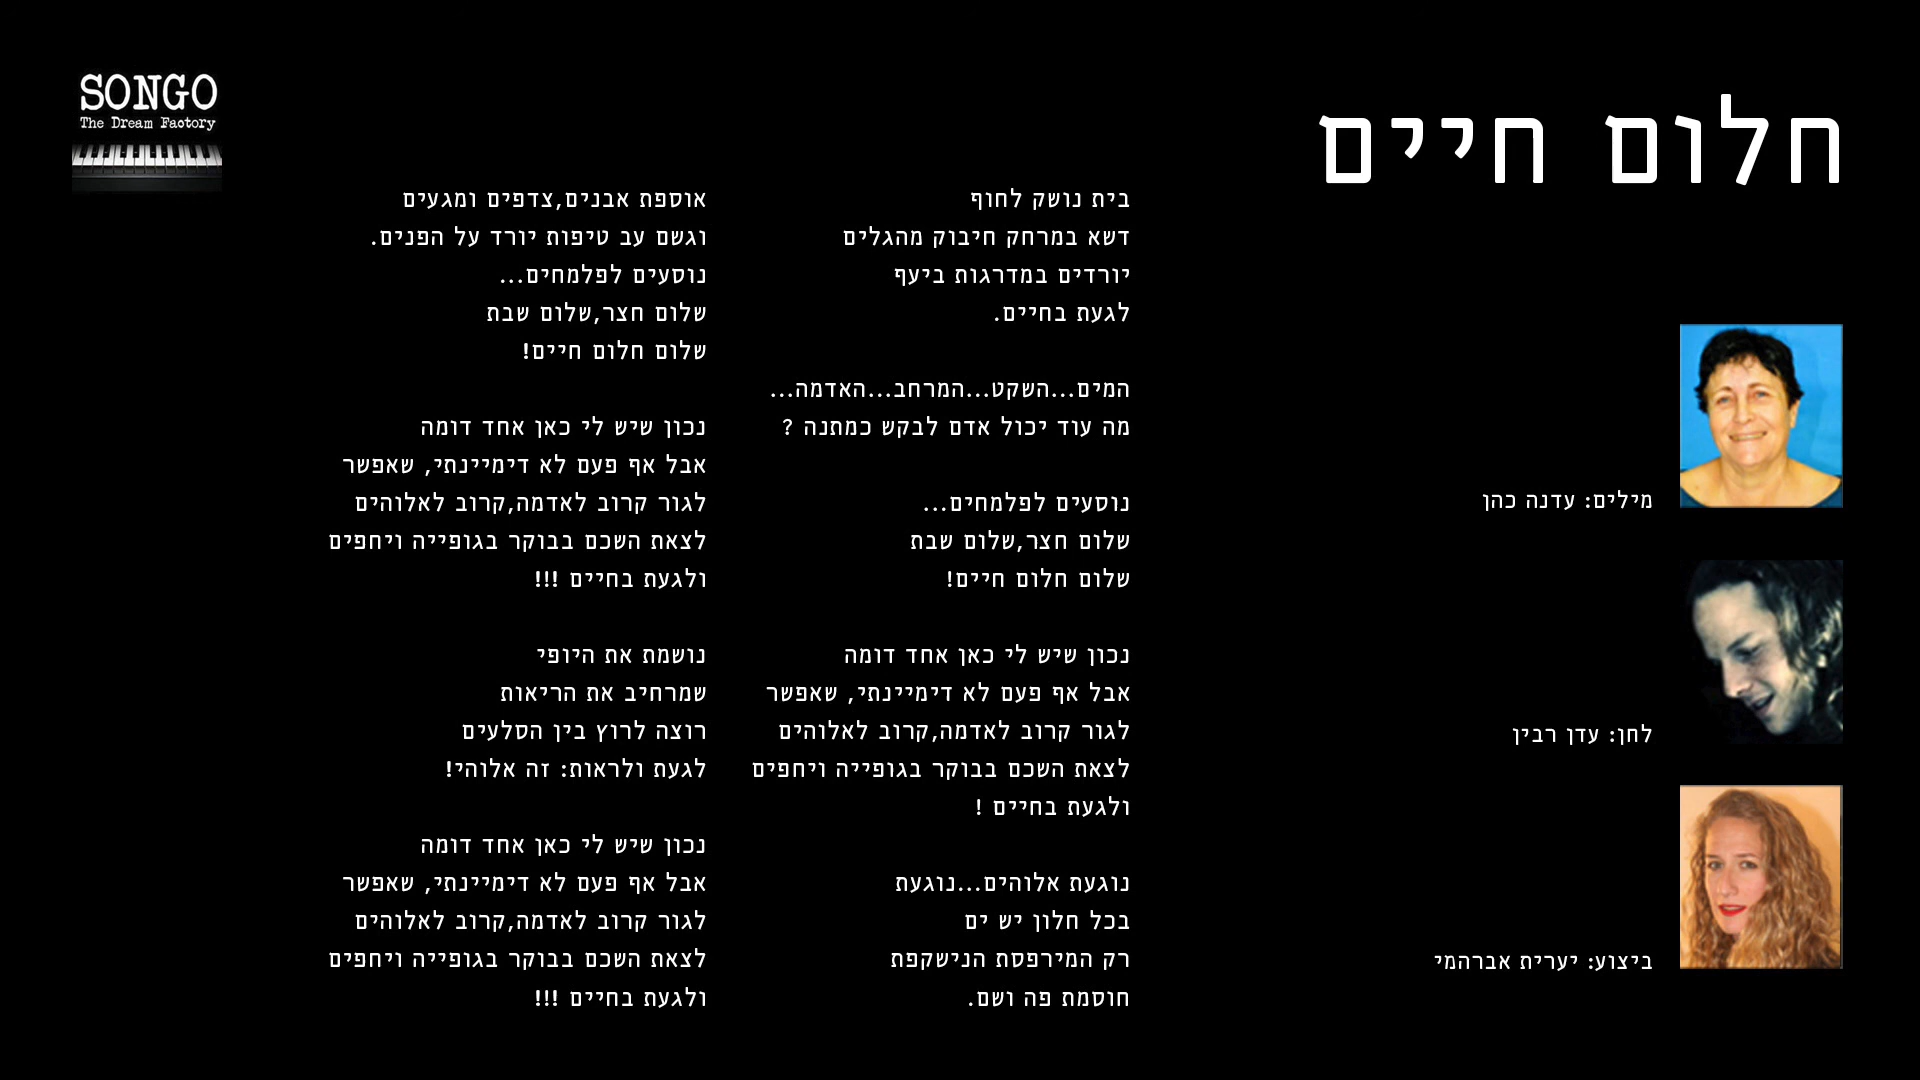 SONGO
The Dream Factory
חלום חיים
מילים: עדנה כהן
לחן: עדן רבין
ביצוע: יערית אברהמי
בית נושק לחוף
דשא במרחק חיבוק מהגלים
יורדים במדרגות ביעף
לגעת בחיים.
המים...השקט...המרחב...האדמה...
מה עוד יכול אדם לבקש כמתנה ?
נוסעים לפלמחים...
שלום חצר,שלום שבת
שלום חלום חיים!
נכון שיש לי כאן אחד דומה
אבל אף פעם לא דימיינתי, שאפשר
לגור קרוב לאדמה,קרוב לאלוהים
לצאת השכם בבוקר בגופייה ויחפים
ולגעת בחיים !
נוגעת אלוהים...נוגעת
בכל חלון יש ים
רק המירפסת הנישקפת
חוסמת פה ושם.
אוספת אבנים,צדפים ומגעים
וגשם עב טיפות יורד על הפנים.
נוסעים לפלמחים...
שלום חצר,שלום שבת
שלום חלום חיים!
נכון שיש לי כאן אחד דומה
אבל אף פעם לא דימיינתי, שאפשר
לגור קרוב לאדמה,קרוב לאלוהים
לצאת השכם בבוקר בגופייה ויחפים
ולגעת בחיים !!!
נושמת את היופי
שמרחיב את הריאות
רוצה לרוץ בין הסלעים
לגעת ולראות: זה אלוהי!
נכון שיש לי כאן אחד דומה
אבל אף פעם לא דימיינתי, שאפשר
לגור קרוב לאדמה,קרוב לאלוהים
לצאת השכם בבוקר בגופייה ויחפים
ולגעת בחיים !!!